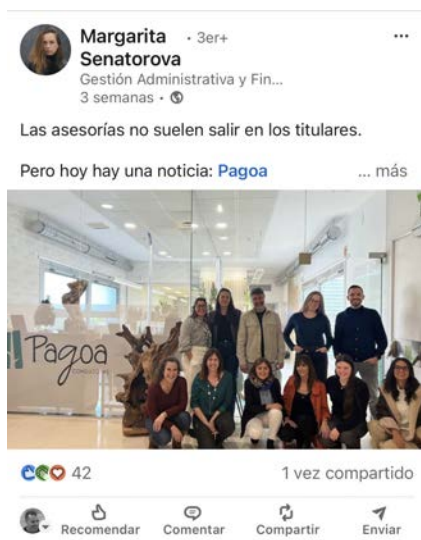 Margarita Senatorova · 3er+
Gestión Administrativa y Fin...
3 semanas ·
Las asesorías no suelen salir en los titulares.
Pero hoy hay una noticia: Pagoa ... más
Pagoa
42
1 vez compartido
Recomendar
Comentar
Compartir
Enviar